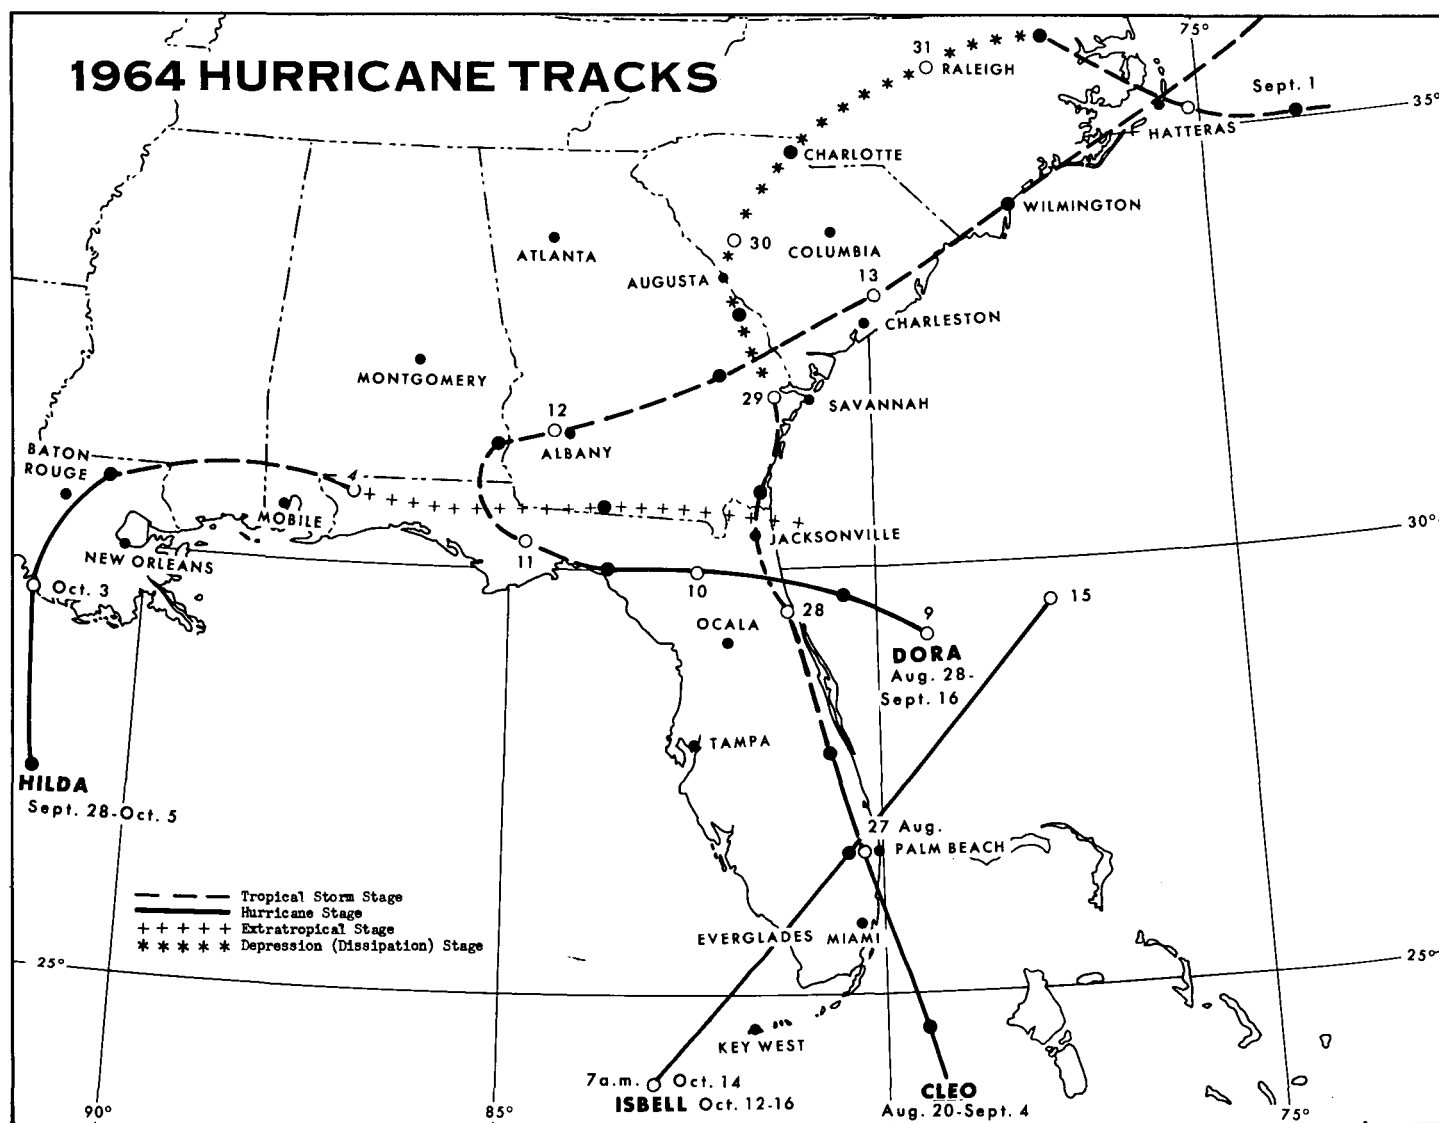 1964 HURRICANE TRACKS
75°
31
RALEIGH
Sept. 1
35°
HATTERAS
CHARLOTTE
WILMINGTON
30
ATLANTA
COLUMBIA
AUGUSTA
13
CHARLESTON
MONTGOMERY
29
SAVANNAH
12
ALBANY
BATON
ROUGE
4
MOBILE
JACKSONVILLE
30°
NEW ORLEANS
11
10
Oct. 3
15
28
9
OCALA
DORA
Aug. 28-
Sept. 16
TAMPA
HILDA
Sept. 28-Oct. 5
27 Aug.
PALM BEACH
Tropical Storm Stage
Hurricane Stage
Extratropical Stage
Depression (Dissipation) Stage
EVERGLADES
MIAMI
25°
25°
KEY WEST
7a.m.
Oct. 14
ISBELL Oct. 12-16
CLEO
Aug. 20-Sept. 4
90°
85°
75°